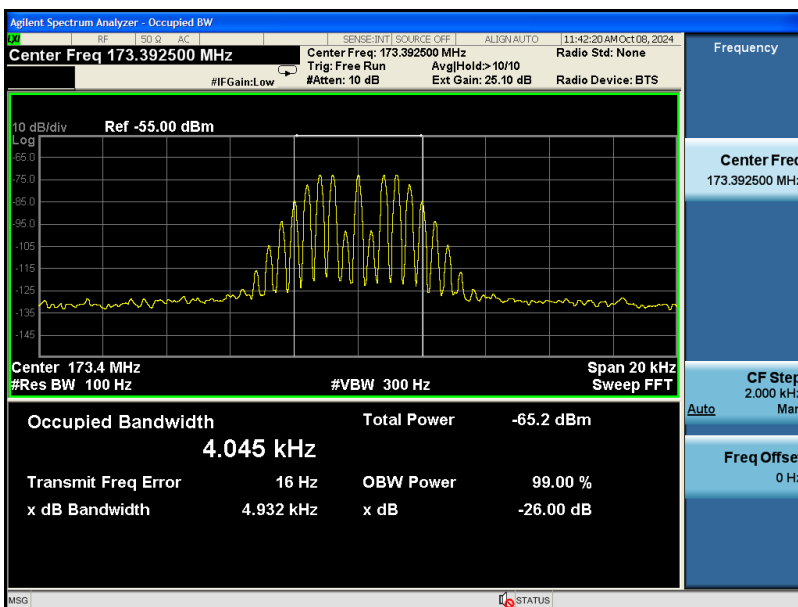 Agilent Spectrum Analyzer - Occupied BW
LXI RF 50 Ω AC SENSE:INT SOURCE OFF ALIGN AUTO 11:42:20 AM Oct 08, 2024
Center Freq 173.392500 MHz Center Freq: 173.392500 MHz Radio Std: None Frequency
Trig: Free Run Avg|Hold:> 10/10
#IFGain:Low #Atten: 10 dB Ext Gain: 25.10 dB Radio Device: BTS
10 dB/div Ref -55.00 dBm
Log
-65.0
-75.0
-85.0
-95.0
-105
-115
-125
-135
-145
Center 173.4 MHz Span 20 kHz
#Res BW 100 Hz #VBW 300 Hz Sweep FFT
Center Freq
173.392500 MHz
CF Step
2.000 kHz
Auto Man
Freq Offset
0 Hz
Occupied Bandwidth Total Power -65.2 dBm
4.045 kHz
Transmit Freq Error 16 Hz OBW Power 99.00 %
x dB Bandwidth 4.932 kHz x dB -26.00 dB
MSG STATUS